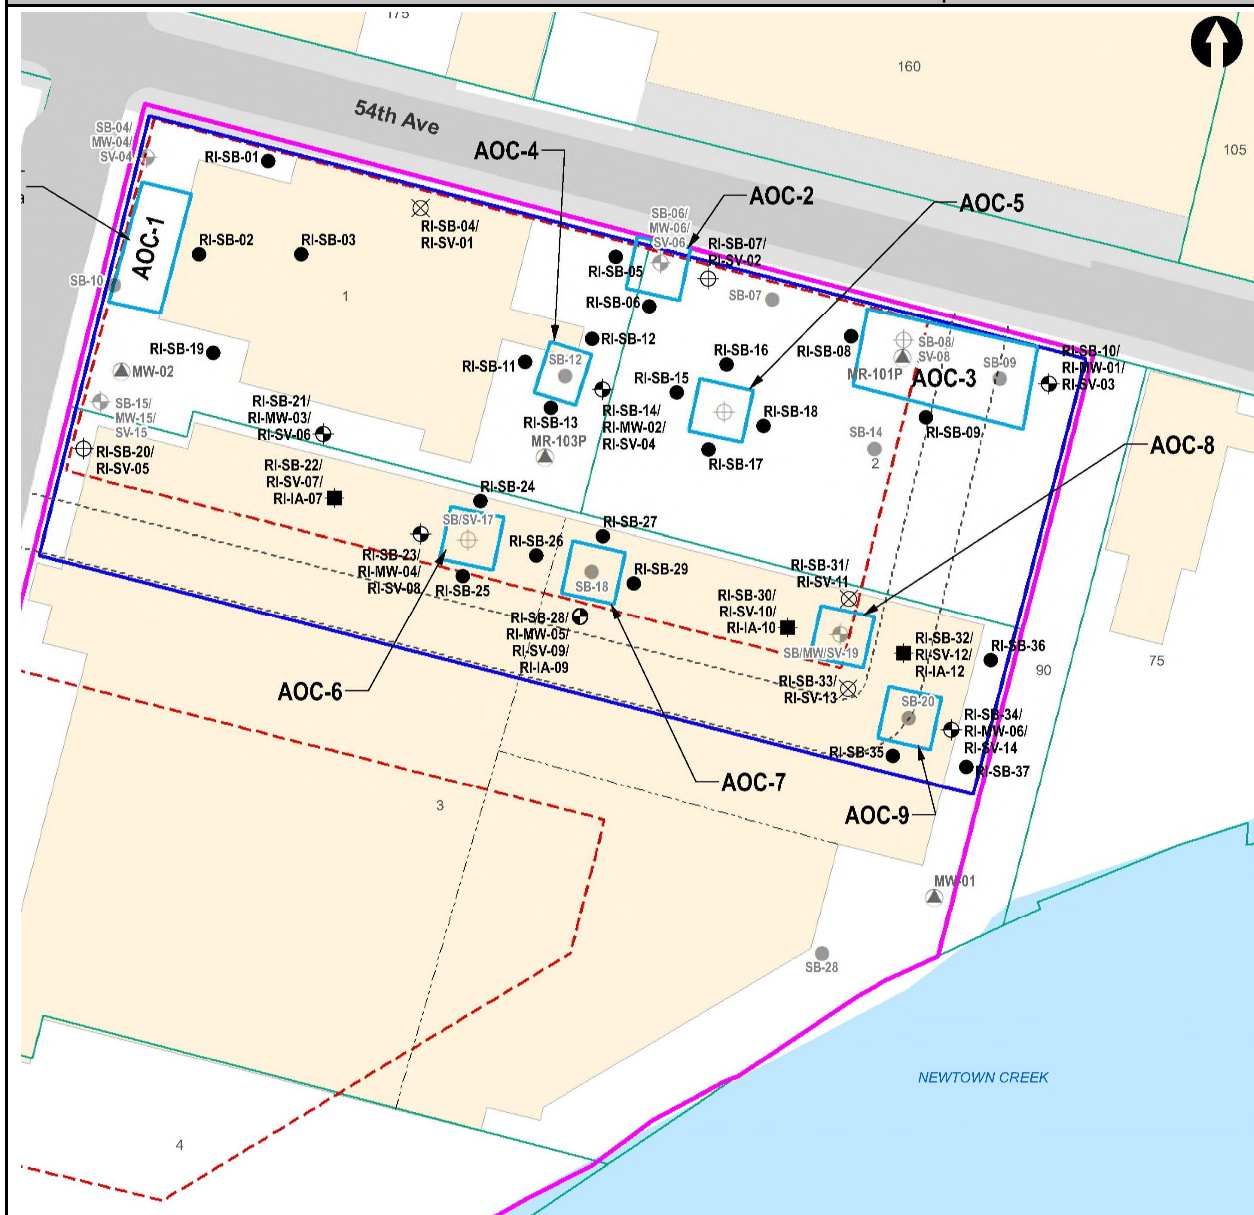 175
160
105
54th Ave
AOC-4
SB-04/
MW-04/
SV-04
RI-SB-01
AOC-2
AOC-5
SB-06/
MW-06/
SV-06
RI-SB-04/
RI-SV-01
RI-SB-07/
RI-SV-02
AOC-1
RI-SB-02
RI-SB-03
RI-SB-05
SB-10
1
RI-SB-06
SB-07
RI-SB-12
RI-SB-08
SB-08/
SV-08
MR-101P
AOC-3
SB-09
RI-SB-10/
RI-MW-01/
RI-SV-03
RI-SB-19
RI-SB-11
SB-12
RI-SB-16
MW-02
RI-SB-15
SB-15/
MW-15/
SV-15
RI-SB-21/
RI-MW-03/
RI-SV-06
RI-SB-13
RI-SB-14/
RI-MW-02/
RI-SV-04
RI-SB-18
RI-SB-09
SB-14
2
MR-103P
RI-SB-17
AOC-8
RI-SB-20/
RI-SV-05
RI-SB-22/
RI-SV-07/
RI-IA-07
RI-SB-24
SB/SV-17
RI-SB-27
RI-SB-26
RI-SB-23/
RI-MW-04/
RI-SV-08
RI-SB-25
SB-18
RI-SB-29
RI-SB-31/
RI-SV-11
RI-SB-30/
RI-SV-10/
RI-IA-10
RI-SB-28/
RI-MW-05/
RI-SV-09/
RI-IA-09
SB/MW/SV-19
RI-SB-32/
RI-SV-12/
RI-IA-12
RI-SB-36
90
75
AOC-6
RI-SB-33/
RI-SV-13
SB-20
RI-SB-34/
RI-MW-06/
RI-SV-14
RI-SB-35
RI-SB-37
AOC-7
AOC-9
3
MW-01
SB-28
NEWTOWN CREEK
4